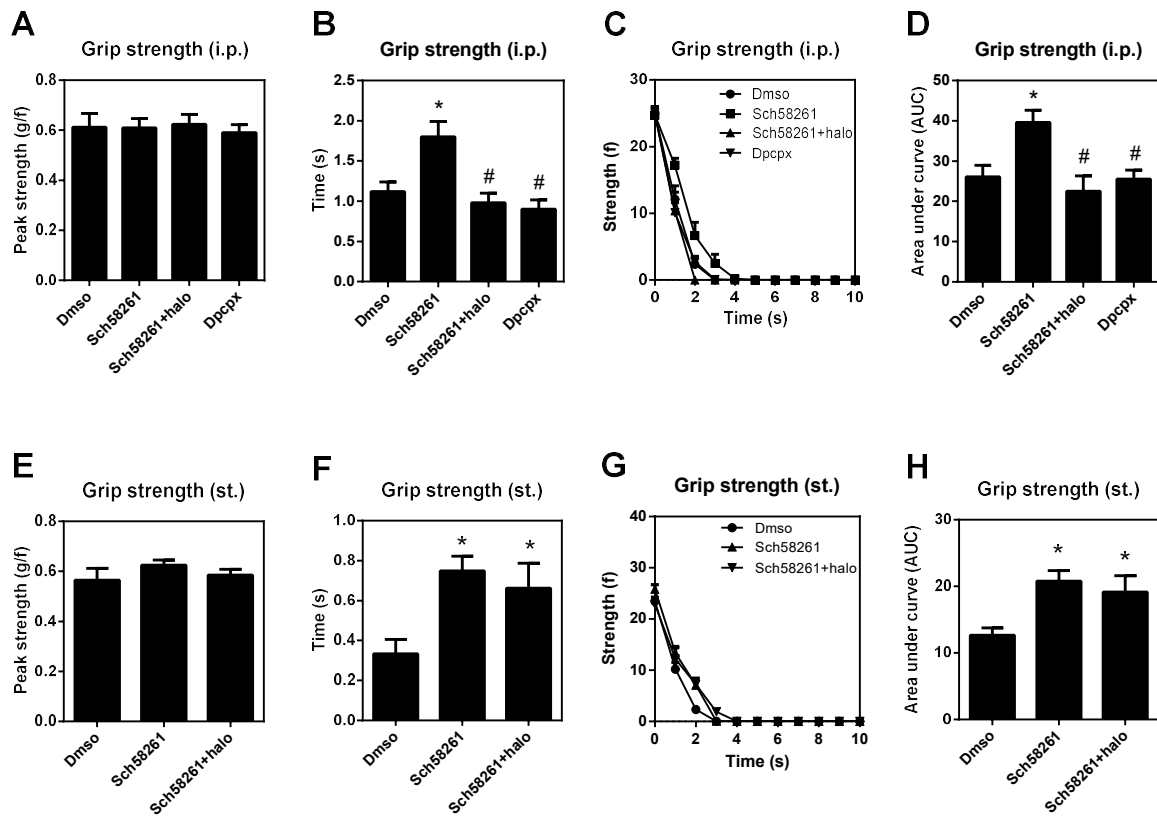 A
Grip strength (i.p.)
Peak strength (g/f)
0.8
0.6
0.4
0.2
0.0
Dmso
Sch58261
Sch58261+halo
Dpcpx
B
Grip strength (i.p.)
Time (s)
2.5
2.0
1.5
1.0
0.5
0.0
*
#
#
Dmso
Sch58261
Sch58261+halo
Dpcpx
C
Grip strength (i.p.)
Strength (f)
30
20
10
0
Dmso
Sch58261
Sch58261+halo
Dpcpx
0 2 4 6 8 10
Time (s)
D
Grip strength (i.p.)
Area under curve (AUC)
50
40
30
20
10
0
*
#
#
Dmso
Sch58261
Sch58261+halo
Dpcpx
E
Grip strength (st.)
Peak strength (g/f)
0.8
0.6
0.4
0.2
0.0
Dmso
Sch58261
Sch58261+halo
F
Grip strength (st.)
Time (s)
1.0
0.8
0.6
0.4
0.2
0.0
*
*
Dmso
Sch58261
Sch58261+halo
G
Grip strength (st.)
Strength (f)
40
30
20
10
0
Dmso
Sch58261
Sch58261+halo
0 2 4 6 8 10
Time (s)
H
Grip strength (st.)
Area under curve (AUC)
30
20
10
0
*
*
Dmso
Sch58261
Sch58261+halo